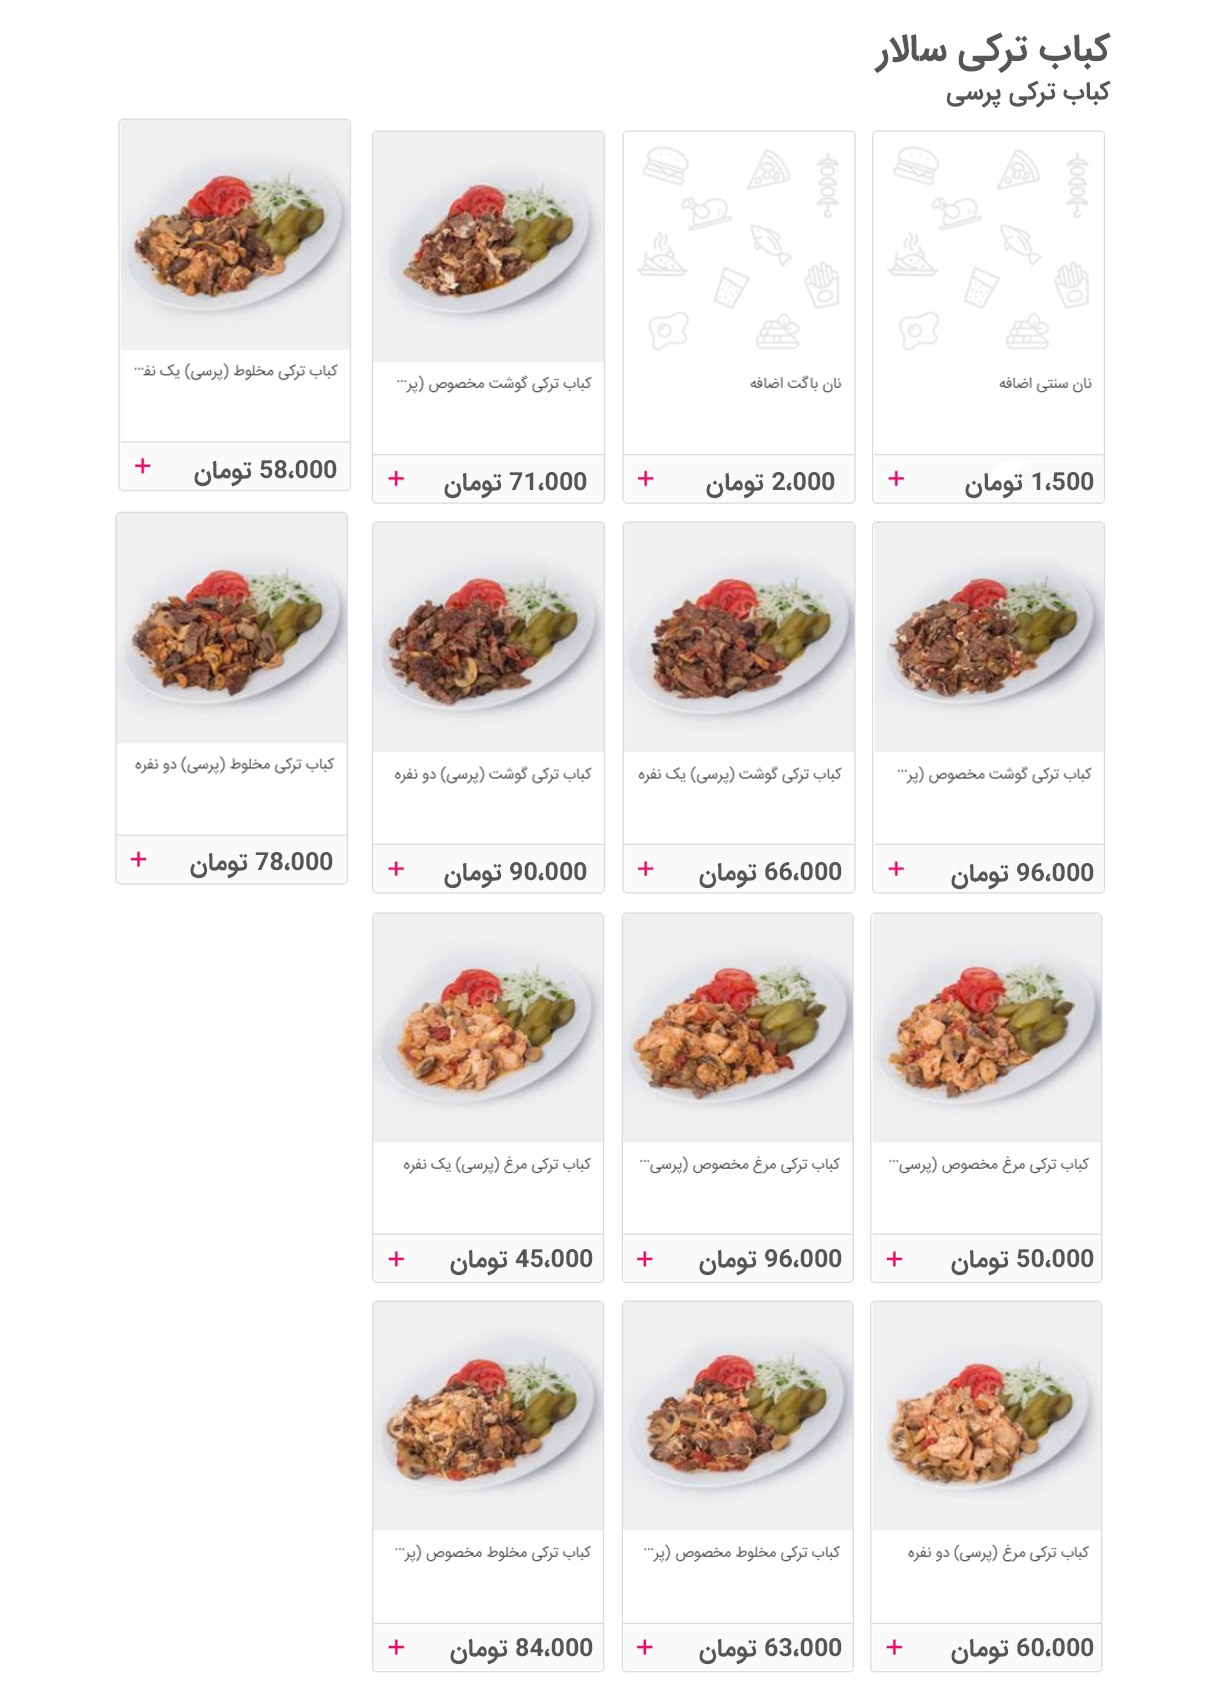 کباب ترکی سالار
کباب ترکی پرسی
نان سنتی اضافه
1،500 تومان
نان باگت اضافه
2،000 تومان
کباب ترکی گوشت مخصوص (پر...
71،000 تومان
کباب ترکی مخلوط (پرسی) یک نف...
58،000 تومان
کباب ترکی گوشت مخصوص (پر...
96،000 تومان
کباب ترکی گوشت (پرسی) یک نفره
66،000 تومان
کباب ترکی گوشت (پرسی) دو نفره
90،000 تومان
کباب ترکی مخلوط (پرسی) دو نفره
78،000 تومان
کباب ترکی مرغ مخصوص (پرسی...
50،000 تومان
کباب ترکی مرغ مخصوص (پرسی...
96،000 تومان
کباب ترکی مرغ (پرسی) یک نفره
45،000 تومان
کباب ترکی مرغ (پرسی) دو نفره
60،000 تومان
کباب ترکی مخلوط مخصوص (پر...
63،000 تومان
کباب ترکی مخلوط مخصوص (پر...
84،000 تومان